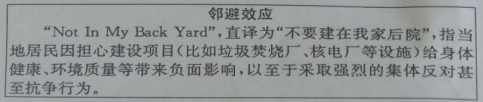 邻避效应
“Not In My Back Yard”,直译为“不要建在我家后院”,指当
地居民因担心建设项目(比如垃圾焚烧厂、核电厂等设施)给身体
健康、环境质量等带来负面影响,以至于采取强烈的集体反对甚
至抗争行为。